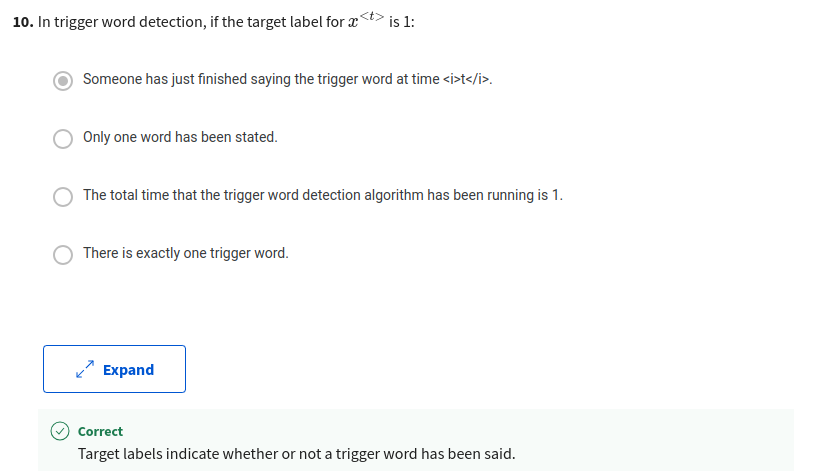 10. In trigger word detection, if the target label for x<t> is 1:
Someone has just finished saying the trigger word at time <i>t</i>.
Only one word has been stated.
The total time that the trigger word detection algorithm has been running is 1.
There is exactly one trigger word.
Expand
Correct
Target labels indicate whether or not a trigger word has been said.